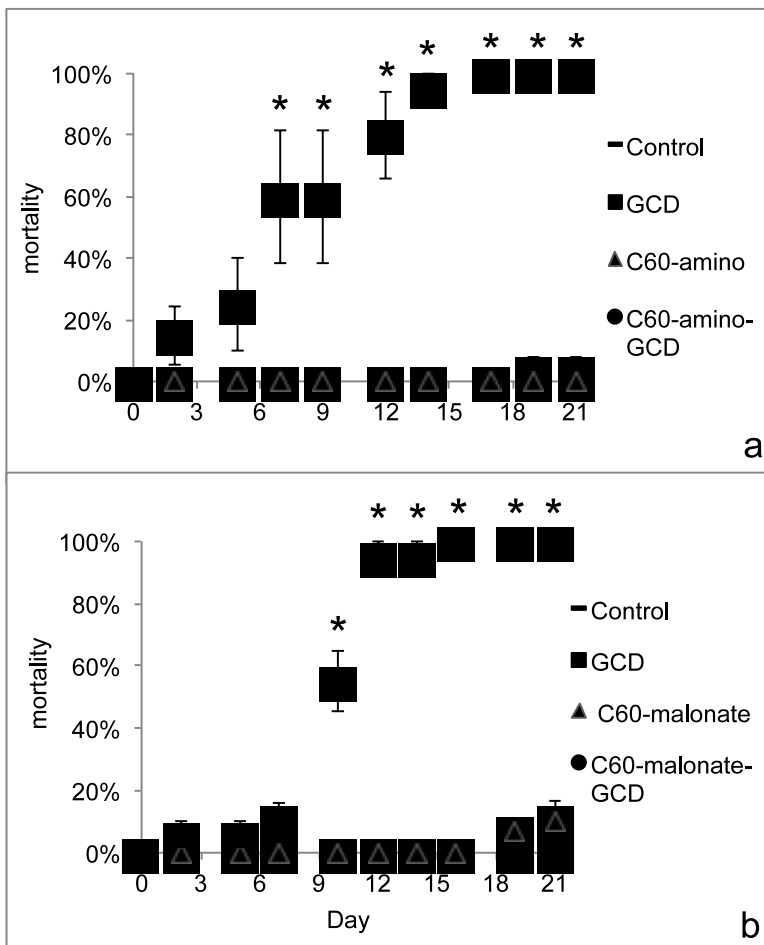 * * * * * * *
100%
80%
60%
40%
20%
0%
mortality
0 3 6 9 12 15 18 21
Control
GCD
C60-amino
C60-amino-
GCD
a
* * * * * *
100%
80%
60%
40%
20%
0%
mortality
0 3 6 9 12 15 18 21
Day
Control
GCD
C60-malonate
C60-malonate-
GCD
b